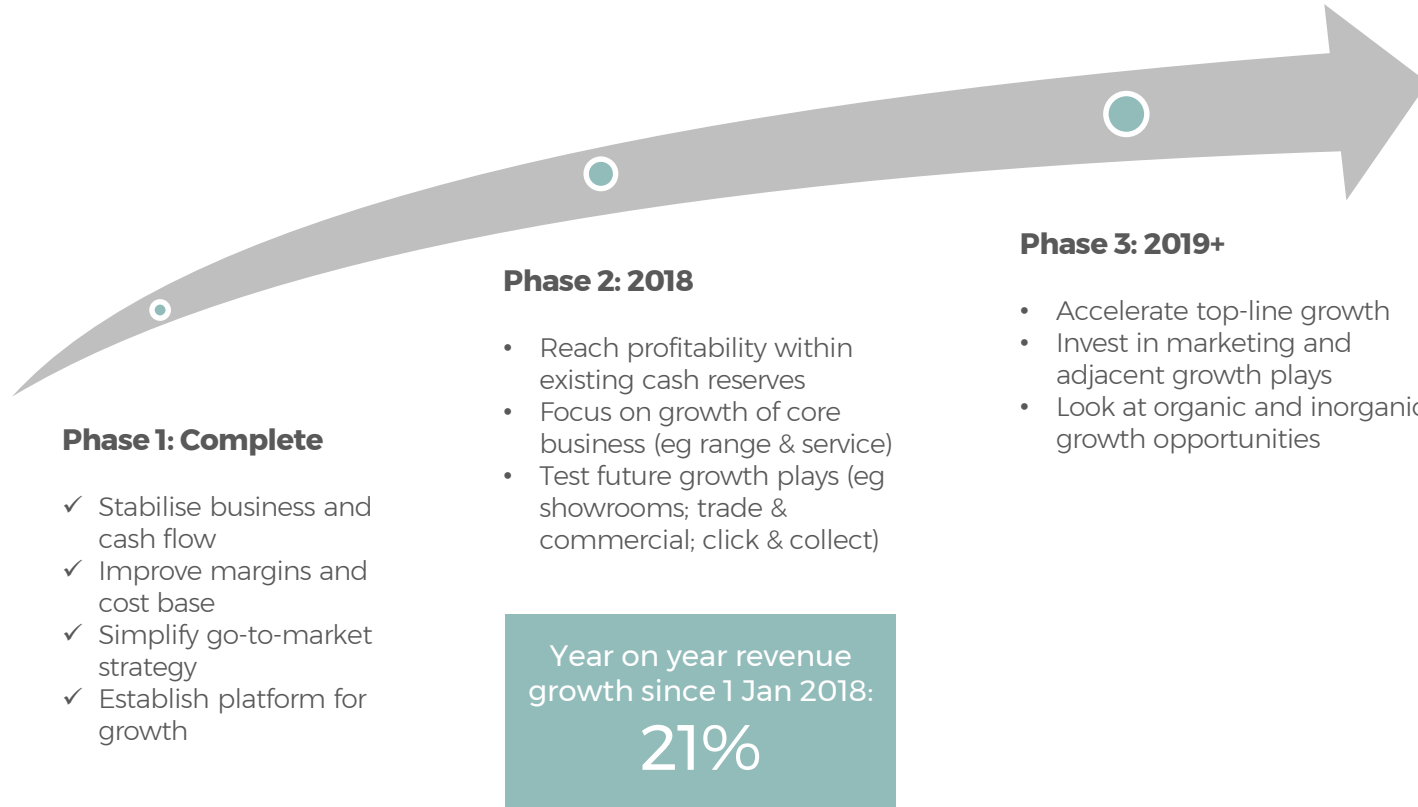 Phase 1: Complete
✓ Stabilise business and
cash flow
✓ Improve margins and
cost base
✓ Simplify go-to-market
strategy
✓ Establish platform for
growth
Phase 2: 2018
• Reach profitability within
existing cash reserves
• Focus on growth of core
business (eg range & service)
• Test future growth plays (eg
showrooms; trade &
commercial; click & collect)
Year on year revenue
growth since 1 Jan 2018:
21%
Phase 3: 2019+
• Accelerate top-line growth
• Invest in marketing and
adjacent growth plays
• Look at organic and inorganic
growth opportunities